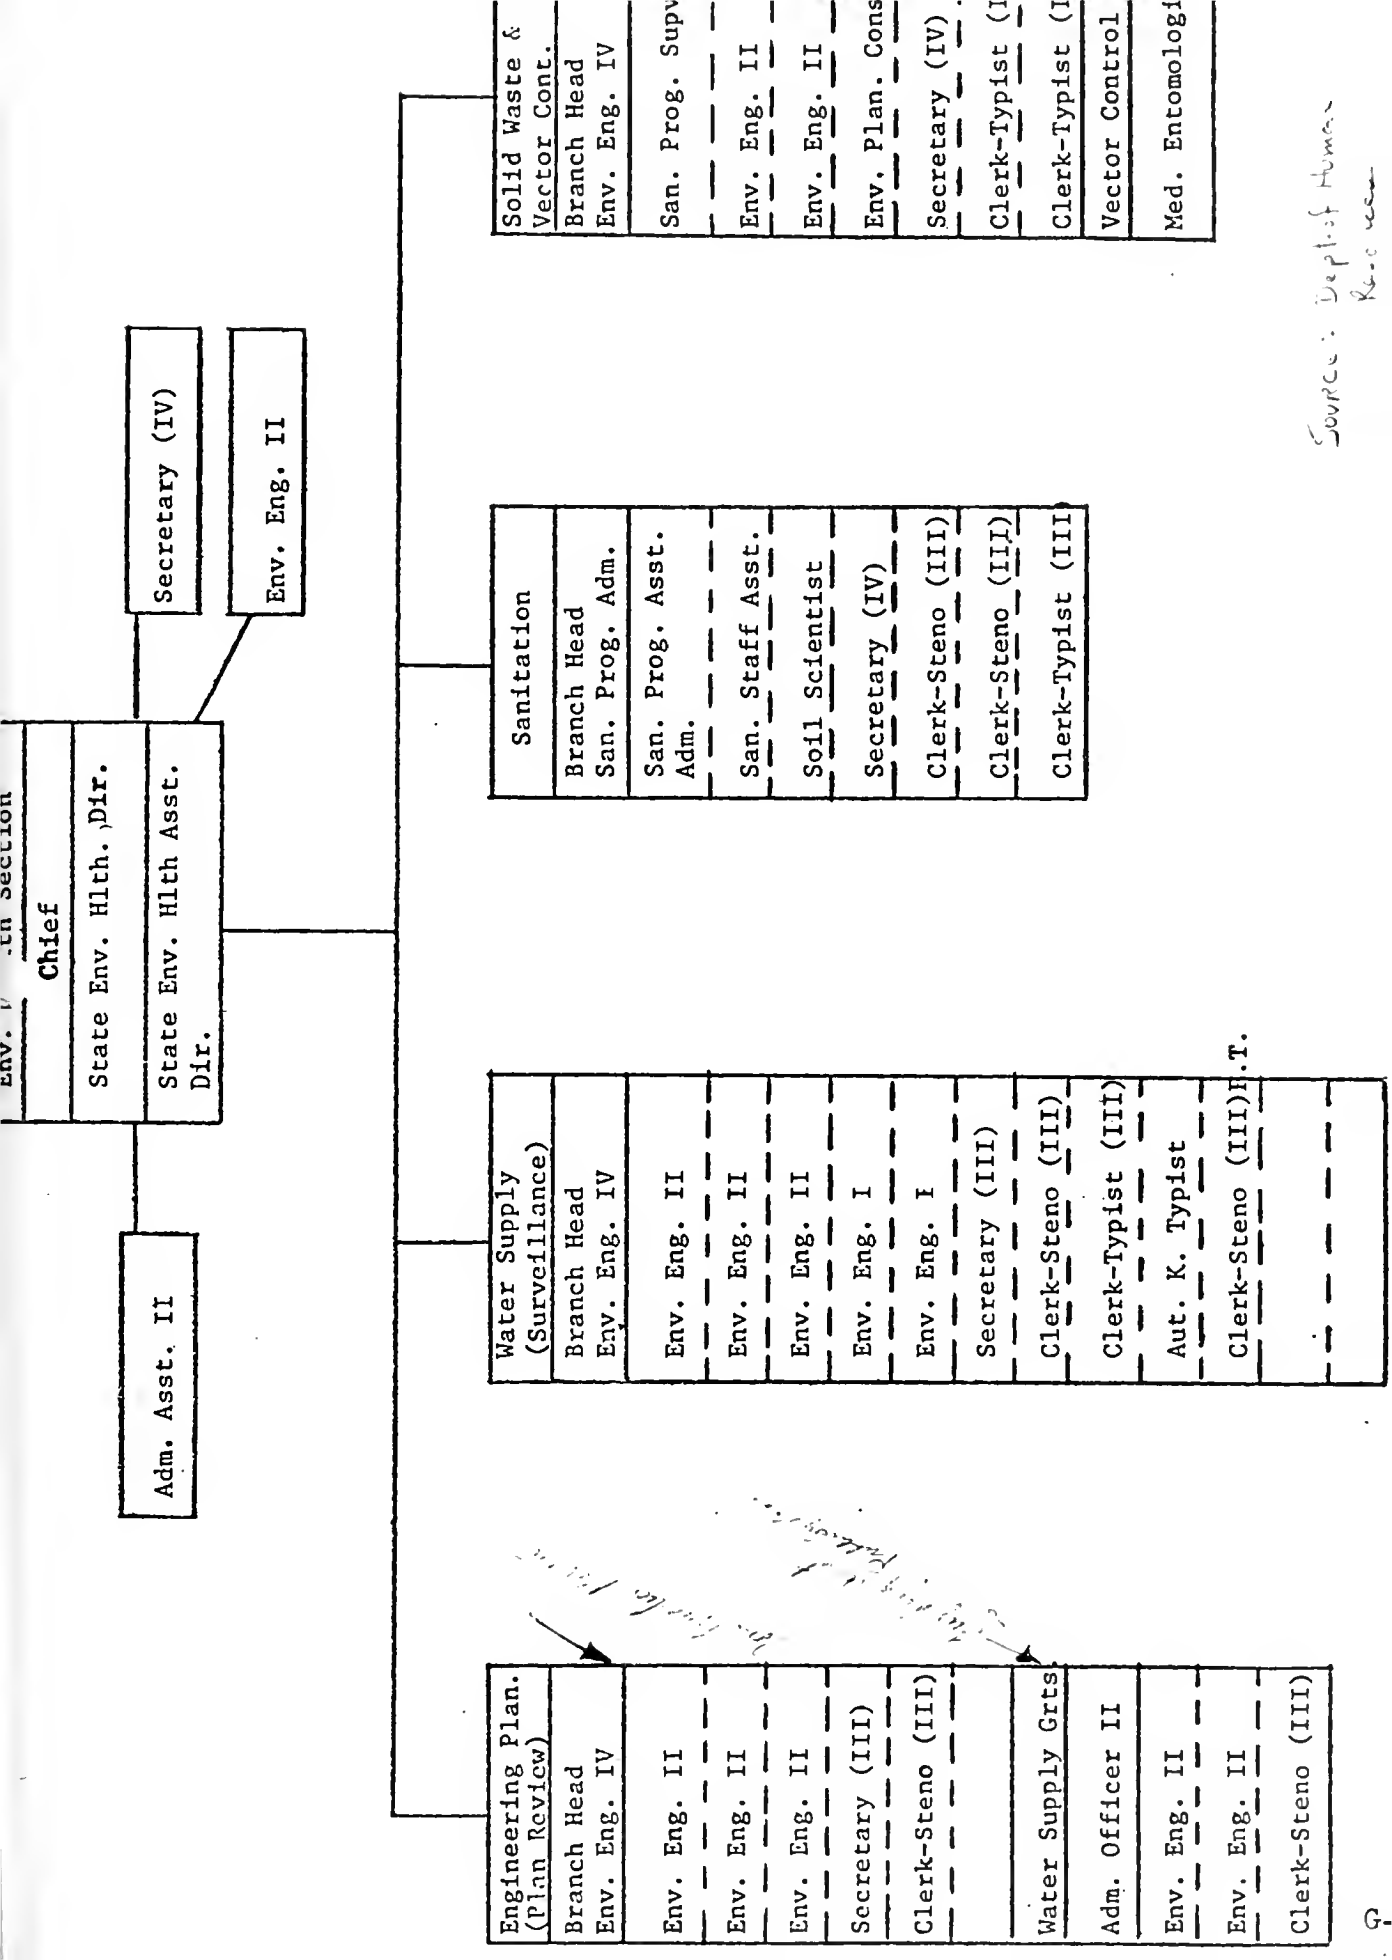 Env.
th Section
Chief
State Env. Hlth. Dir.
State Env. Hlth Asst.
Dir.
Adm. Asst. II
Secretary (IV)
Env. Eng. II
Engineering Plan.
(Plan Review)
Branch Head
Env. Eng. IV
Env. Eng. II
Env. Eng. II
Env. Eng. II
Secretary (III)
Clerk-Steno (III)
Water Supply Grts.
Adm. Officer II
Env. Eng. II
Env. Eng. II
Clerk-Steno (III)
Water Supply
(Surveillance)
Branch Head
Env. Eng. IV
Env. Eng. II
Env. Eng. II
Env. Eng. II
Env. Eng. I
Env. Eng. I
Secretary (III)
Clerk-Steno (III)
Clerk-Typist (III)
Aut. K. Typist
Clerk-Steno (III)P.T.
Sanitation
Branch Head
San. Prog. Adm.
San. Prog. Asst.
Adm.
San. Staff Asst.
Soil Scientist
Secretary (IV)
Clerk-Steno (III)
Clerk-Steno (III)
Clerk-Typist (III)
Solid Waste &
Vector Cont.
Branch Head
Env. Eng. IV
San. Prog. Supv
Env. Eng. II
Env. Eng. II
Env. Plan. Cons
Secretary (IV)
Clerk-Typist (I
Clerk-Typist (I
Vector Control
Med. Entomologi
Source: Dept. of Human
Resources
G-